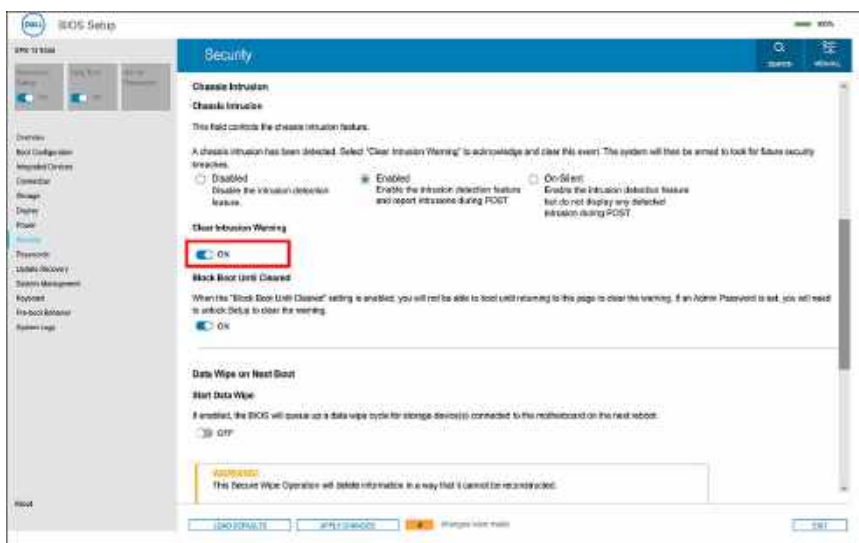 DELL
BIOS Setup
100%
Security
SEARCH
VIEW ALL
Overview
Boot Configuration
Integrated Devices
Connection
Storage
Display
Power
Security
Passwords
Update Recovery
System Management
Keyboard
Pre-boot Behavior
System Logs
About
Chassis Intrusion
Chassis Intrusion
This field controls the chassis intrusion feature.
A chassis intrusion has been detected. Select "Clear Intrusion Warning" to acknowledge and clear this event. The system will then be armed to look for future security
breaches.
Disabled
Disable the intrusion detection
feature.
Enabled
Enable the intrusion detection feature
and report intrusions during POST
On-Silent
Enable the intrusion detection feature
but do not display any detected
intrusion during POST
Clear Intrusion Warning
ON
Block Boot Until Cleared
When the "Block Boot Until Cleared" setting is enabled, you will not be able to boot until returning to this page to clear the warning. If an Admin Password is set, you will need
to unlock Setup to clear the warning.
ON
Data Wipe on Next Boot
Start Data Wipe
If enabled, the BIOS will queue up a data wipe cycle for storage device(s) connected to the motherboard on the next reboot.
OFF
WARNING!
This Secure Wipe Operation will delete information in a way that it cannot be reconstructed.
LOAD DEFAULTS
APPLY CHANGES
changes were made
EXIT